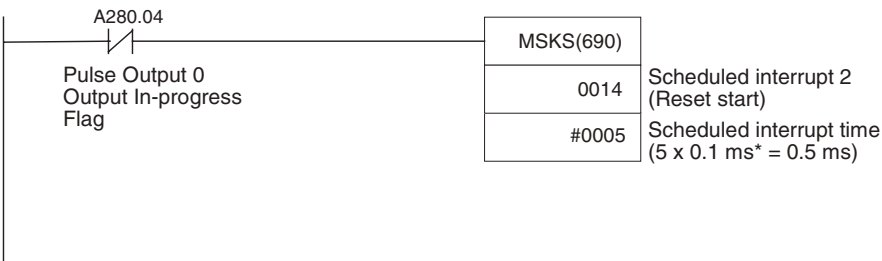 A280.04
Pulse Output 0
Output In-progress
Flag
MSKS(690)
0014
Scheduled interrupt 2
(Reset start)
#0005
Scheduled interrupt time
(5 x 0.1 ms* = 0.5 ms)